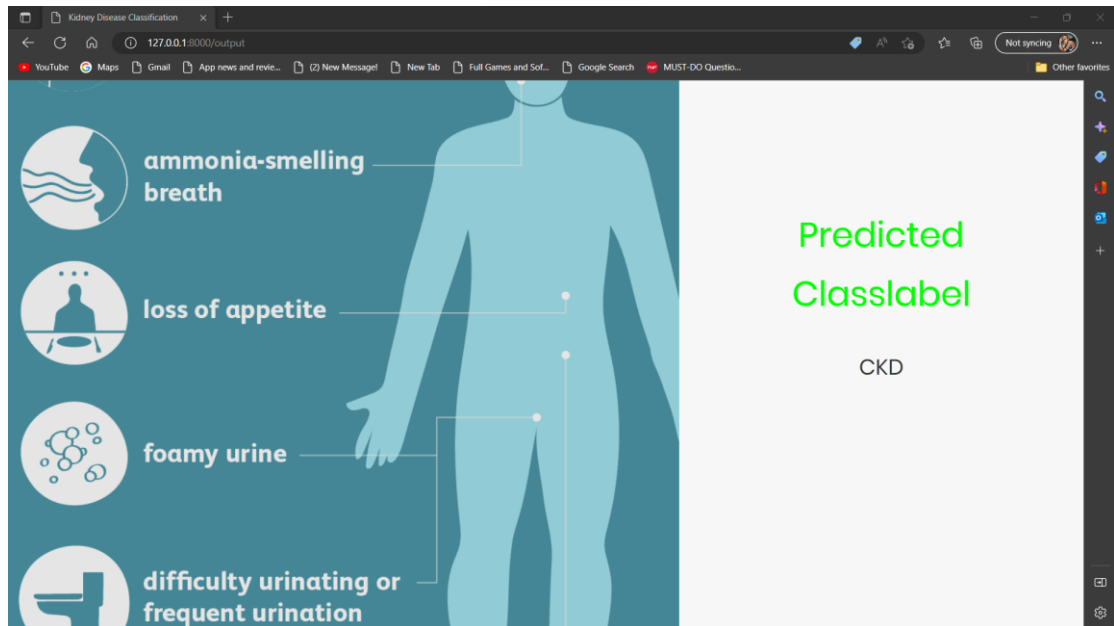 Kidney Disease Classification
127.0.0.1:8000/output
Not syncing
YouTube
Maps
Gmail
App news and revie...
(2) New Message!
New Tab
Full Games and Sof...
Google Search
MUST-DO Questio...
Other favorites
ammonia-smelling
breath
loss of appetite
foamy urine
difficulty urinating or
frequent urination
Predicted
Classlabel
CKD